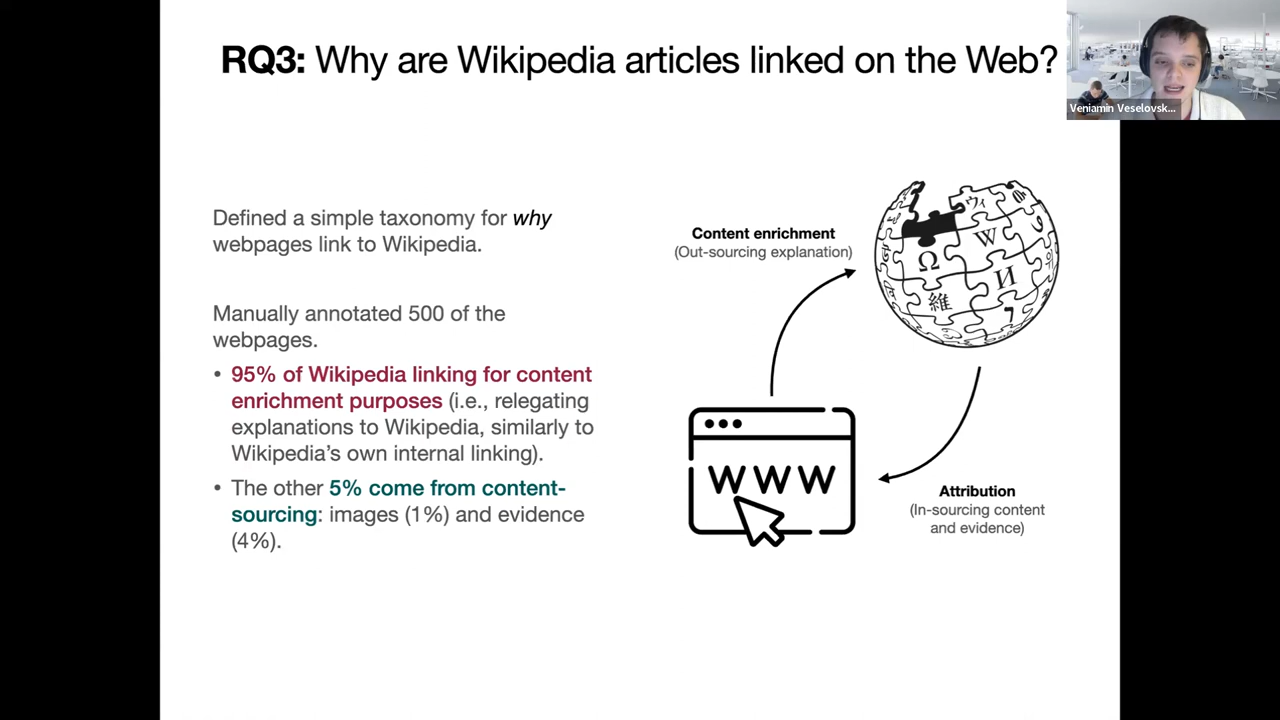 RQ3: Why are Wikipedia articles linked on the Web?
Veniamin Veselovsk...
Defined a simple taxonomy for why
webpages link to Wikipedia.
Manually annotated 500 of the
webpages.
• 95% of Wikipedia linking for content
enrichment purposes (i.e., relegating
explanations to Wikipedia, similarly to
Wikipedia's own internal linking).
• The other 5% come from content-
sourcing: images (1%) and evidence
(4%).
Content enrichment
(Out-sourcing explanation)
Ω
W
И
維
ウィ
WWW
Attribution
(In-sourcing content
and evidence)